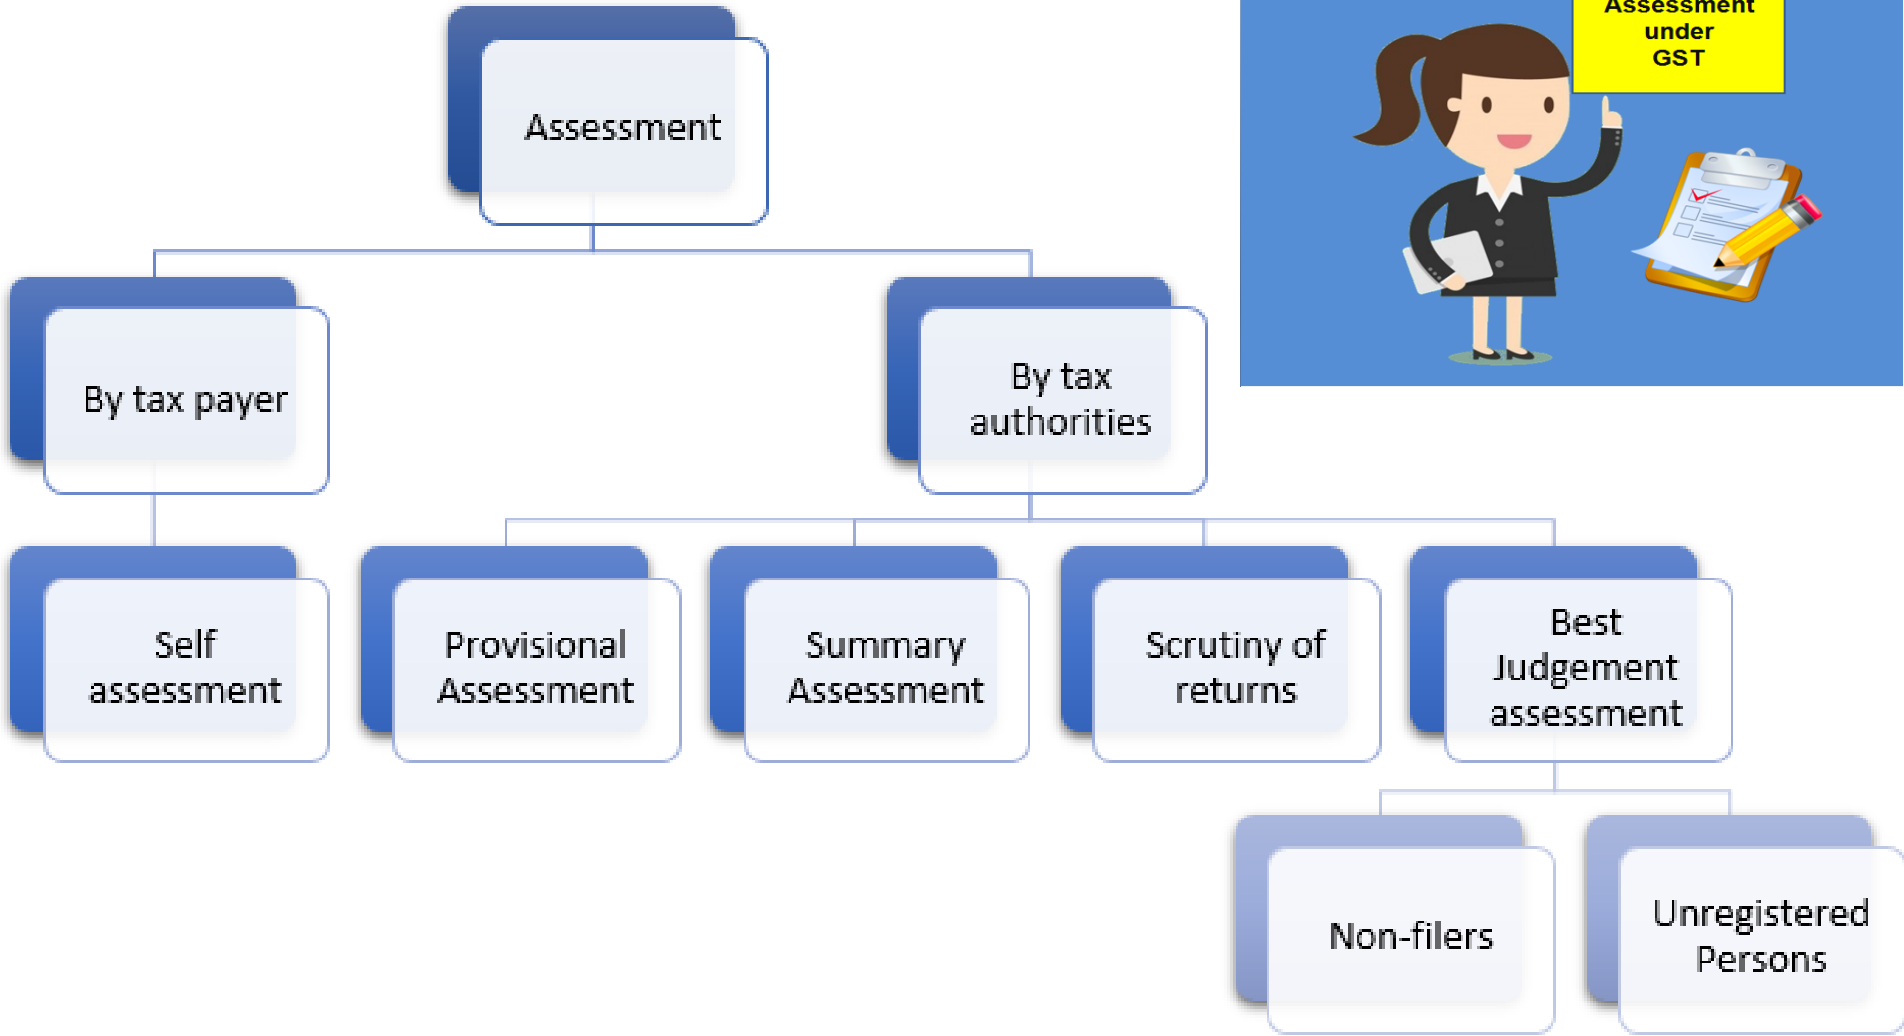 Assessment
under
GST
Assessment
By tax payer
By tax
authorities
Self
assessment
Provisional
Assessment
Summary
Assessment
Scrutiny of
returns
Best
Judgement
assessment
Non-filers
Unregistered
Persons